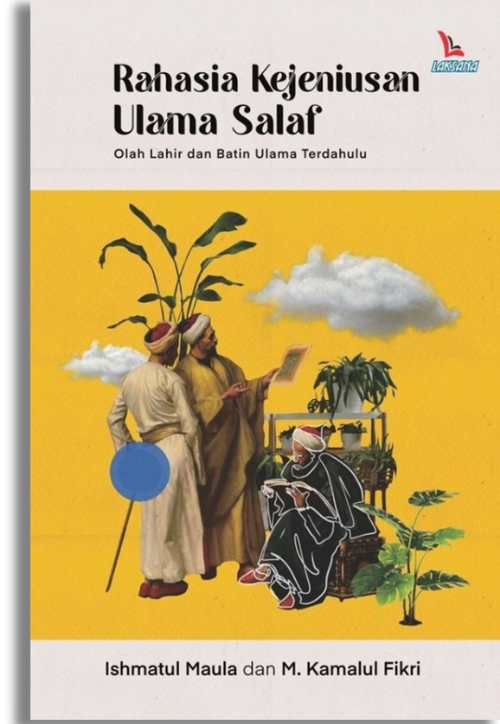 LAKSANA
Rahasia Kejeniusan
Ulama Salaf
Olah Lahir dan Batin Ulama Terdahulu
Ishmatul Maula dan M. Kamalul Fikri